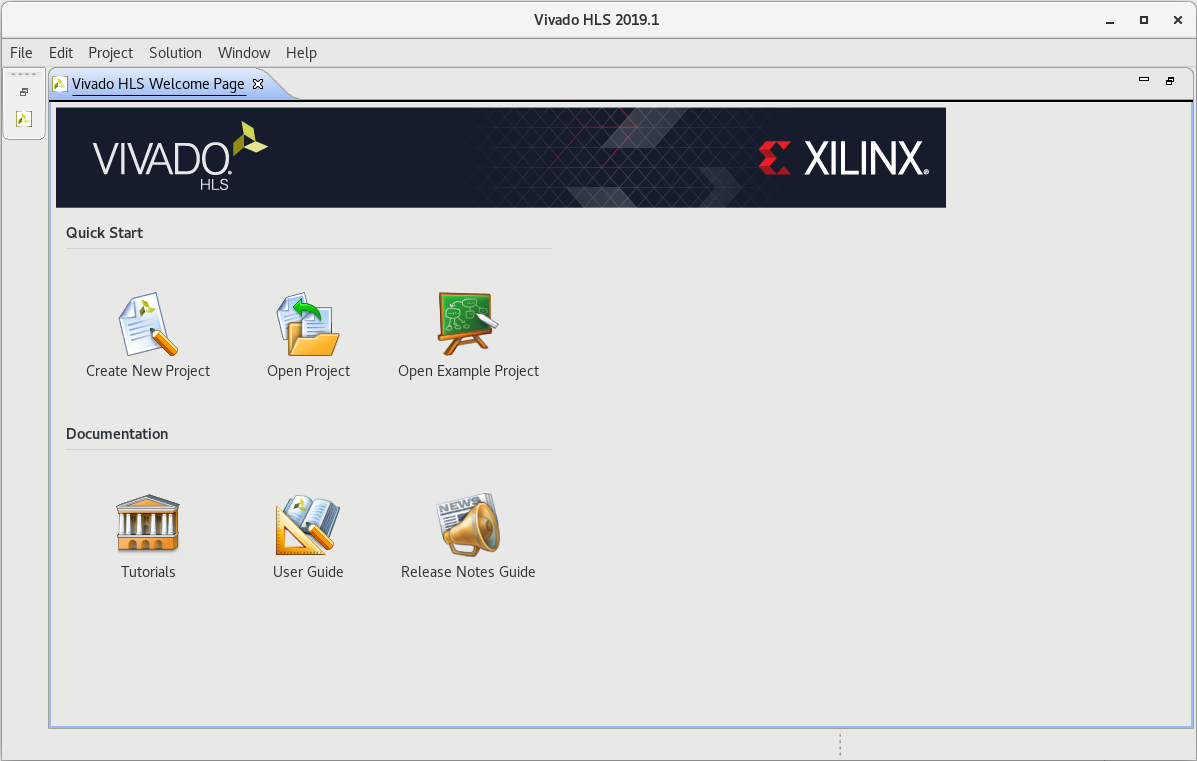 Vivado HLS 2019.1
File Edit Project Solution Window Help
Vivado HLS Welcome Page
VIVADO.
HLS
XILINX®
Quick Start
Create New Project Open Project Open Example Project
Documentation
NEWS
Tutorials User Guide Release Notes Guide